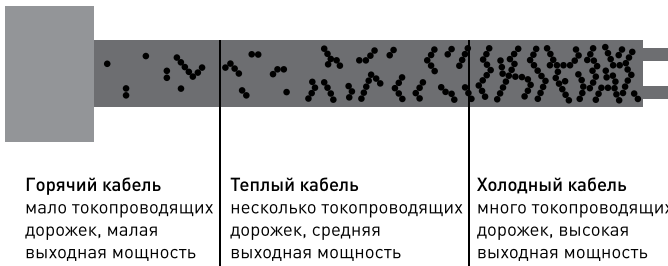 Горячий кабель
мало токопроводящих
дорожек, малая
выходная мощность
Теплый кабель
несколько токопроводящих
дорожек, средняя
выходная мощность
Холодный кабель
много токопроводящих
дорожек, высокая
выходная мощность